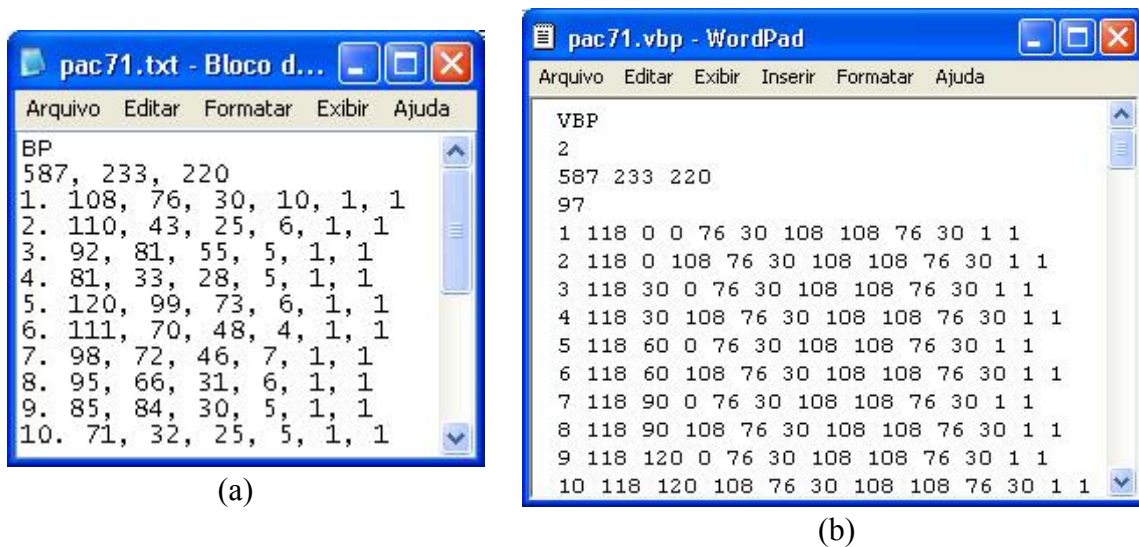 pac71.txt - Bloco d...
Arquivo Editar Formatar Exibir Ajuda
BP
587, 233, 220
1. 108, 76, 30, 10, 1, 1
2. 110, 43, 25, 6, 1, 1
3. 92, 81, 55, 5, 1, 1
4. 81, 33, 28, 5, 1, 1
5. 120, 99, 73, 6, 1, 1
6. 111, 70, 48, 4, 1, 1
7. 98, 72, 46, 7, 1, 1
8. 95, 66, 31, 6, 1, 1
9. 85, 84, 30, 5, 1, 1
10. 71, 32, 25, 5, 1, 1
(a)
pac71.vbp - WordPad
Arquivo Editar Exibir Inserir Formatar Ajuda
VBP
2
587 233 220
97
1 118 0 0 76 30 108 108 76 30 1 1
2 118 0 108 76 30 108 108 76 30 1 1
3 118 30 0 76 30 108 108 76 30 1 1
4 118 30 108 76 30 108 108 76 30 1 1
5 118 60 0 76 30 108 108 76 30 1 1
6 118 60 108 76 30 108 108 76 30 1 1
7 118 90 0 76 30 108 108 76 30 1 1
8 118 90 108 76 30 108 108 76 30 1 1
9 118 120 0 76 30 108 108 76 30 1 1
10 118 120 108 76 30 108 108 76 30 1 1
(b)